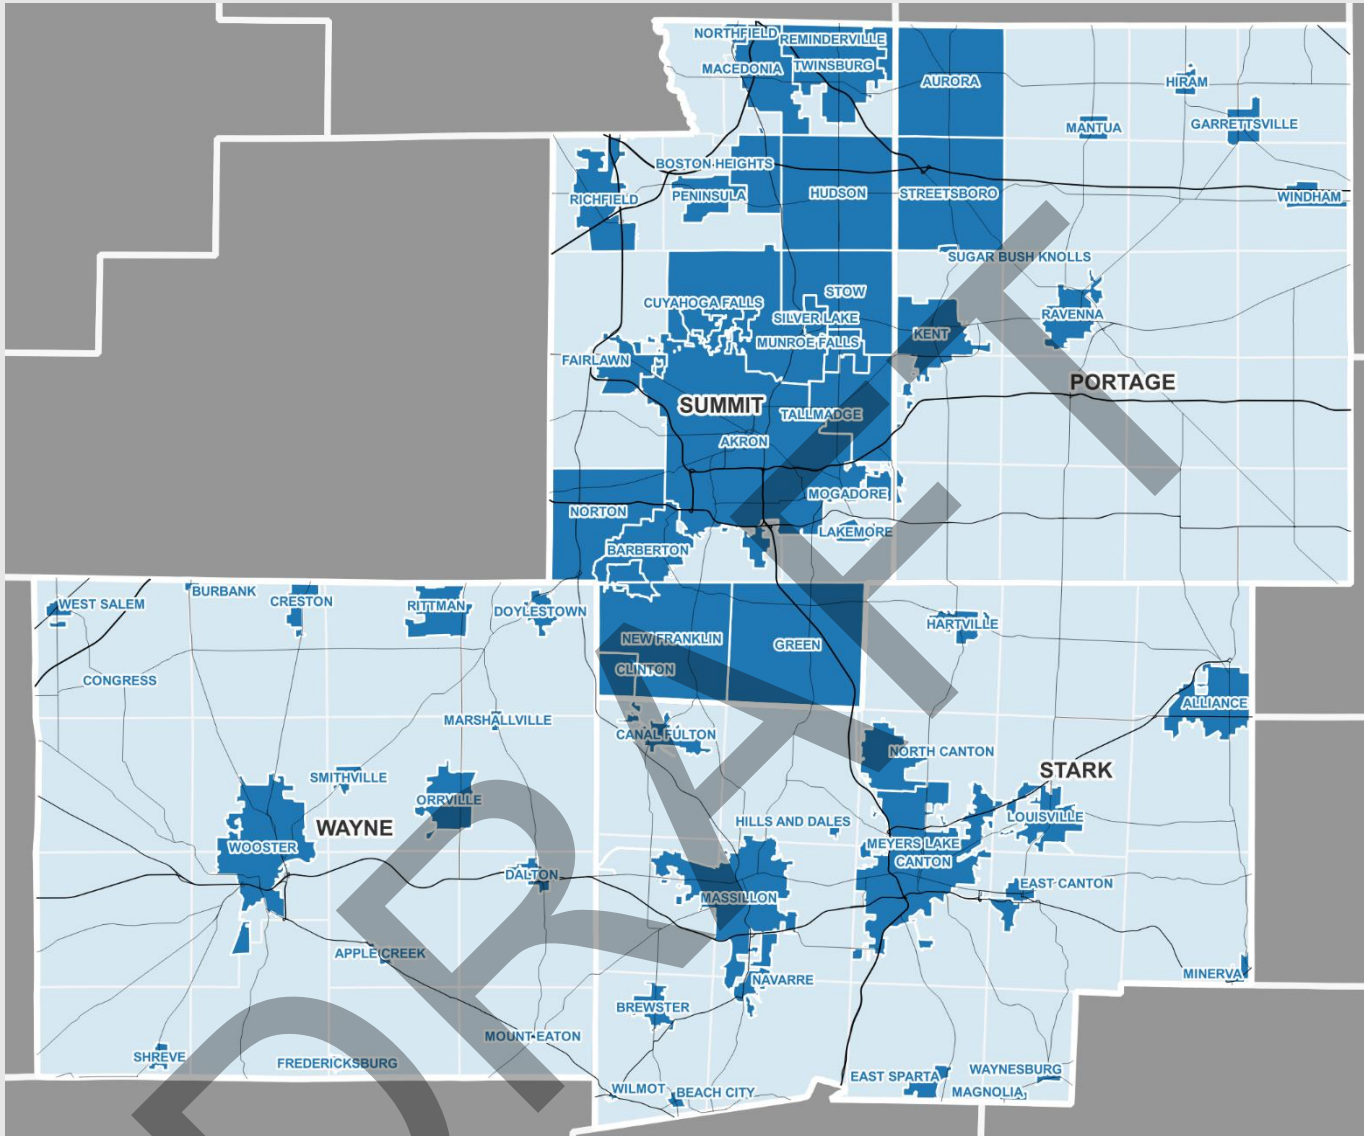 NORTHFIELD
REMINDERVILLE
MACEDONIA
TWINSBURG
AURORA
HIRAM
MANTUA
GARRETTSVILLE
BOSTON HEIGHTS
RICHFIELD
PENINSULA
HUDSON
STREETSBORO
WINDHAM
SUGAR BUSH KNOLLS
STOW
CUYAHOGA FALLS
SILVER LAKE
RAVENNA
KENT
MUNROE FALLS
FAIRLAWN
PORTAGE
SUMMIT
TALLMADGE
AKRON
MOGADORE
NORTON
LAKEMORE
BARBERTON
WEST SALEM
BURBANK
CRESTON
RITTMAN
DOYLESTOWN
HARTVILLE
NEW FRANKLIN
GREEN
CLINTON
CONGRESS
ALLIANCE
MARSHALLVILLE
CANAL FULTON
NORTH CANTON
STARK
SMITHVILLE
ORRVILLE
WAYNE
HILLS AND DALES
LOUISVILLE
WOOSTER
MEYERS LAKE
CANTON
DALTON
EAST CANTON
MASSILLON
APPLE CREEK
MINERVA
NAVARRE
BREWSTER
MOUNT EATON
SHREVE
FREDERICKSBURG
WILMOT
BEACH CITY
EAST SPARTA
WAYNESBURG
MAGNOLIA
DRAFT